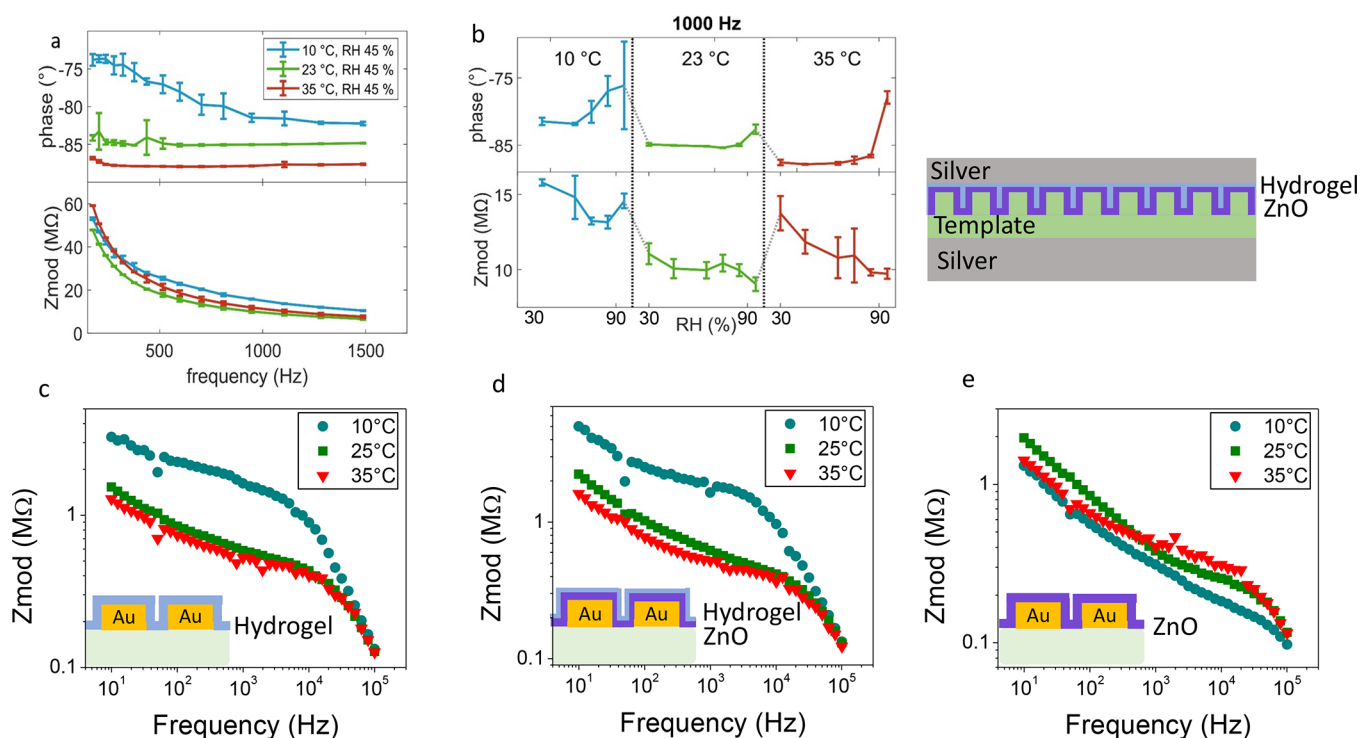 a
phase (°)
-75
-80
-85
10 °C, RH 45 %
23 °C, RH 45 %
35 °C, RH 45 %
Zmod (MΩ)
60
40
20
0
500
1000
1500
frequency (Hz)
b
1000 Hz
10 °C
23 °C
35 °C
phase (°)
-75
-85
Zmod (MΩ)
15
10
30
90
30
90
30
90
RH (%)
Silver
Hydrogel
ZnO
Template
Silver
c
10°C
25°C
35°C
Zmod (MΩ)
1
0.1
Au
Au
Hydrogel
10¹
10²
10³
10⁴
10⁵
Frequency (Hz)
d
10°C
25°C
35°C
Zmod (MΩ)
1
0.1
Au
Au
Hydrogel
ZnO
10¹
10²
10³
10⁴
10⁵
Frequency (Hz)
e
10°C
25°C
35°C
Zmod (MΩ)
1
0.1
Au
Au
ZnO
10¹
10²
10³
10⁴
10⁵
Frequency (Hz)